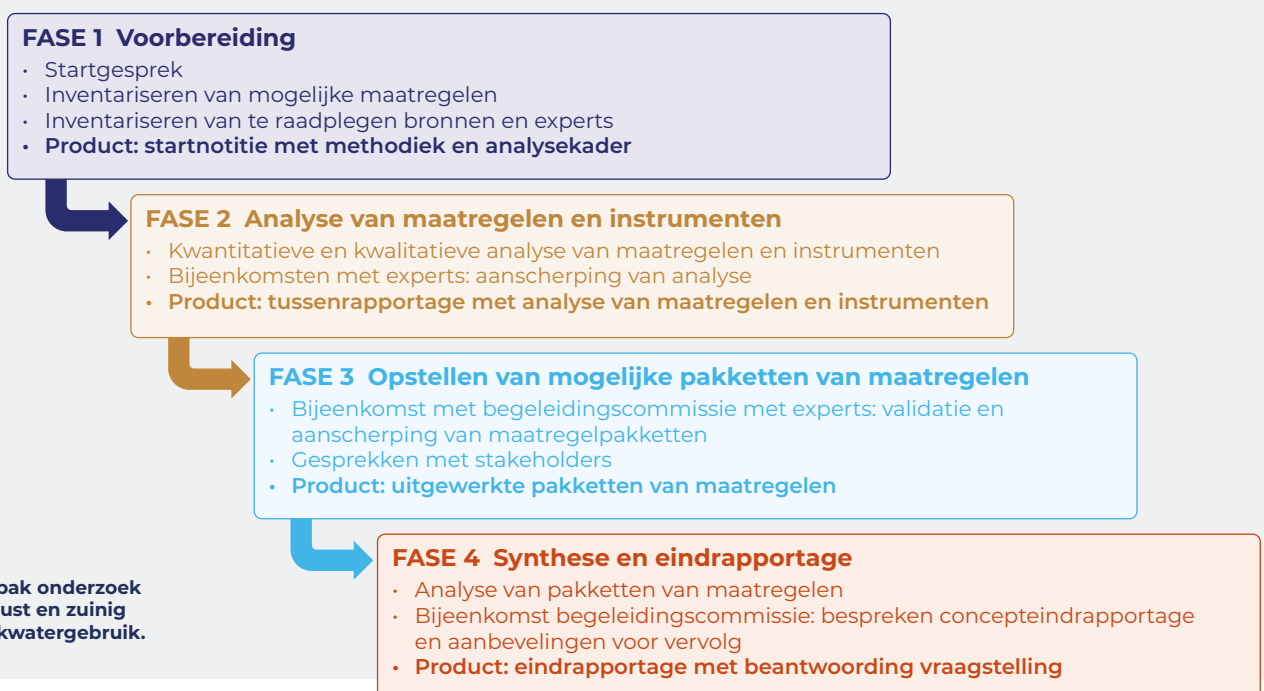 FASE 1 Voorbereiding
· Startgesprek
· Inventariseren van mogelijke maatregelen
· Inventariseren van te raadplegen bronnen en experts
• Product: startnotitie met methodiek en analysekader
FASE 2 Analyse van maatregelen en instrumenten
· Kwantitatieve en kwalitatieve analyse van maatregelen en instrumenten
· Bijeenkomsten met experts: aanscherping van analyse
• Product: tussenrapportage met analyse van maatregelen en instrumenten
FASE 3 Opstellen van mogelijke pakketten van maatregelen
· Bijeenkomst met begeleidingscommissie met experts: validatie en
aanscherping van maatregelpakketten
· Gesprekken met stakeholders
• Product: uitgewerkte pakketten van maatregelen
FASE 4 Synthese en eindrapportage
· Analyse van pakketten van maatregelen
· Bijeenkomst begeleidingscommissie: bespreken concepteindrapportage
en aanbevelingen voor vervolg
• Product: eindrapportage met beantwoording vraagstelling
pak onderzoek
ust en zuinig
kwatergebruik.